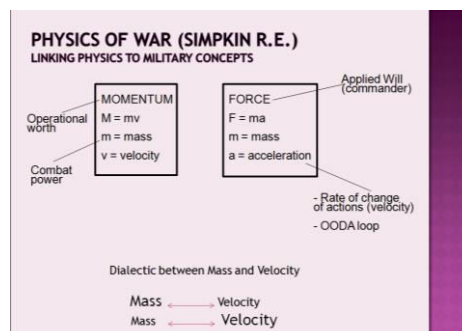 PHYSICS OF WAR (SIMPKIN R.E.)
LINKING PHYSICS TO MILITARY CONCEPTS
Operational
worth
Combat
power
MOMENTUM
M = mv
m = mass
v = velocity
FORCE
F = ma
m = mass
a = acceleration
Applied Will
(commander)
- Rate of change
of actions (velocity)
- OODA loop
Dialectic between Mass and Velocity
Mass Velocity
Mass Velocity